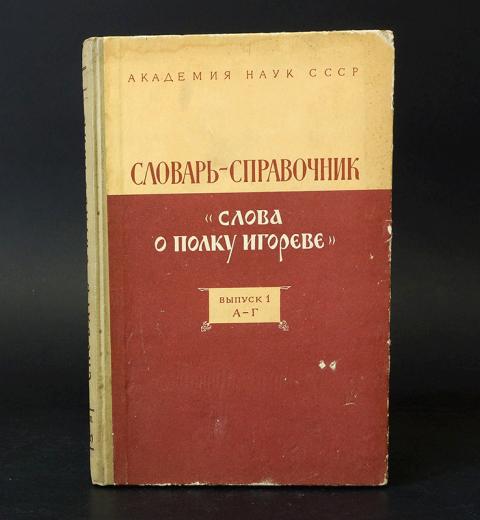 АКАДЕМИЯ НАУК СССР
СЛОВАРЬ-СПРАВОЧНИК
«СЛОВА
О ПОЛКУ ИГОРЕВЕ»
ВЫПУСК 1
А–Г